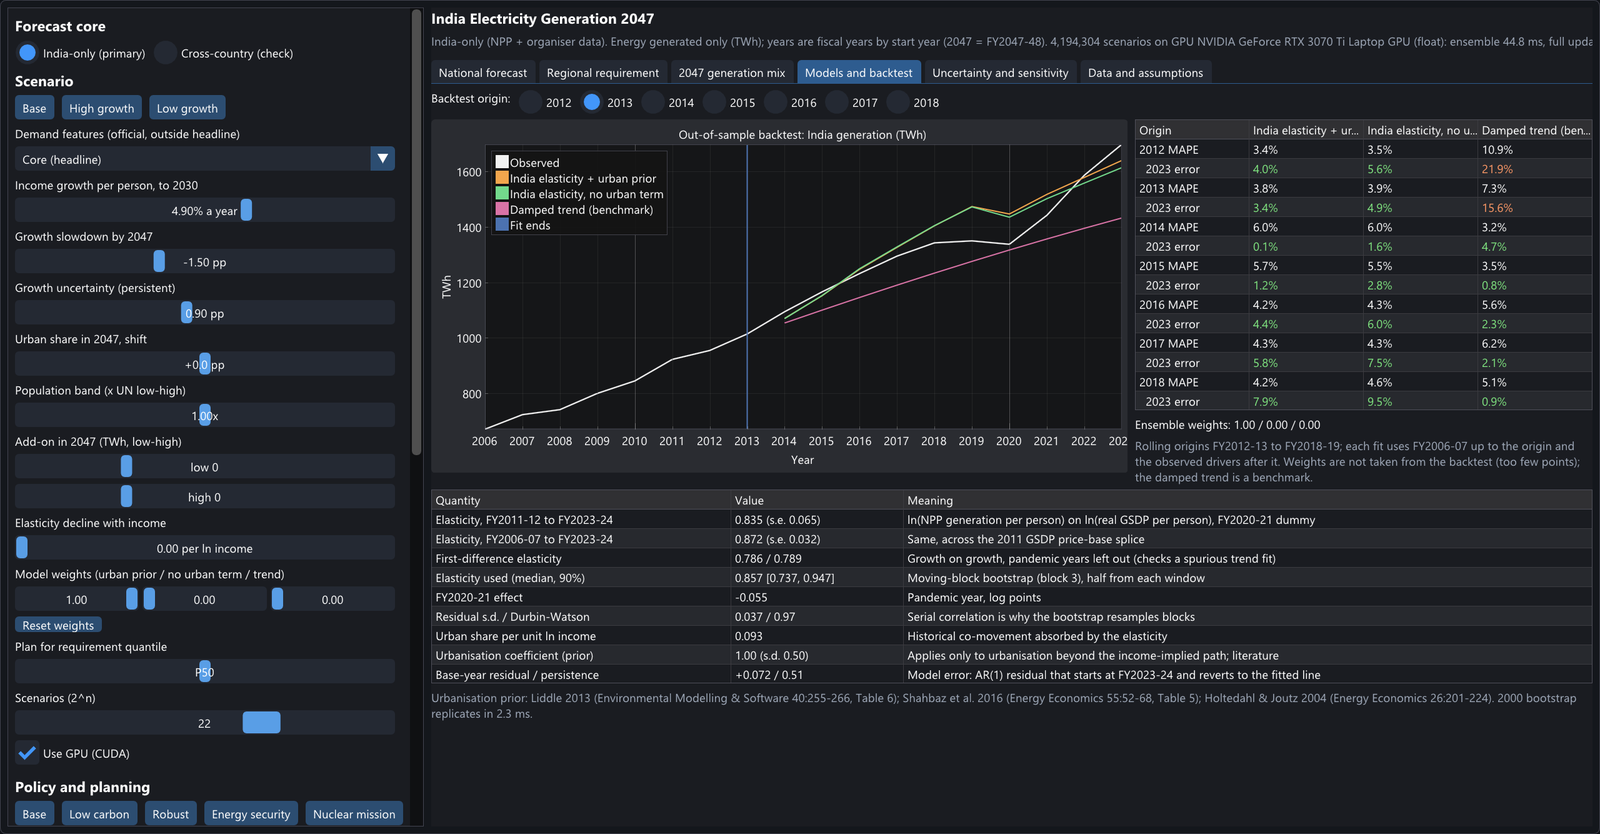 Forecast core
India-only (primary)
Cross-country (check)
Scenario
Base
High growth
Low growth
Demand features (official, outside headline)
Core (headline)
Income growth per person, to 2030
4.90% a year
Growth slowdown by 2047
-1.50 pp
Growth uncertainty (persistent)
0.90 pp
Urban share in 2047, shift
+0.0 pp
Population band (x UN low-high)
1.00x
Add-on in 2047 (TWh, low-high)
low 0
high 0
Elasticity decline with income
0.00 per ln income
Model weights (urban prior / no urban term / trend)
1.00 0.00 0.00
Reset weights
Plan for requirement quantile
P50
Scenarios (2^n)
22
Use GPU (CUDA)
Policy and planning
Base
Low carbon
Robust
Energy security
Nuclear mission
India Electricity Generation 2047
India-only (NPP + organiser data). Energy generated only (TWh); years are fiscal years by start year (2047 = FY2047-48). 4,194,304 scenarios on GPU NVIDIA GeForce RTX 3070 Ti Laptop GPU (float): ensemble 44.8 ms, full upda
National forecast
Regional requirement
2047 generation mix
Models and backtest
Uncertainty and sensitivity
Data and assumptions
Backtest origin: 2012 2013 2014 2015 2016 2017 2018
Out-of-sample backtest: India generation (TWh)
Observed
India elasticity + urban prior
India elasticity, no urban term
Damped trend (benchmark)
Fit ends
TWh
1600
1400
1200
1000
800
2006 2007 2008 2009 2010 2011 2012 2013 2014 2015 2016 2017 2018 2019 2020 2021 2022 202
Year
Origin India elasticity + ur... India elasticity, no u... Damped trend (ben...
2012 MAPE 3.4% 3.5% 10.9%
2023 error 4.0% 5.6% 21.9%
2013 MAPE 3.8% 3.9% 7.3%
2023 error 3.4% 4.9% 15.6%
2014 MAPE 6.0% 6.0% 3.2%
2023 error 0.1% 1.6% 4.7%
2015 MAPE 5.7% 5.5% 3.5%
2023 error 1.2% 2.8% 0.8%
2016 MAPE 4.2% 4.3% 5.6%
2023 error 4.4% 6.0% 2.3%
2017 MAPE 4.3% 4.3% 6.2%
2023 error 5.8% 7.5% 2.1%
2018 MAPE 4.2% 4.6% 5.1%
2023 error 7.9% 9.5% 0.9%
Ensemble weights: 1.00 / 0.00 / 0.00
Rolling origins FY2012-13 to FY2018-19; each fit uses FY2006-07 up to the origin and
the observed drivers after it. Weights are not taken from the backtest (too few points);
the damped trend is a benchmark.
Quantity Value Meaning
Elasticity, FY2011-12 to FY2023-24 0.835 (s.e. 0.065) ln(NPP generation per person) on ln(real GSDP per person), FY2020-21 dummy
Elasticity, FY2006-07 to FY2023-24 0.872 (s.e. 0.032) Same, across the 2011 GSDP price-base splice
First-difference elasticity 0.786 / 0.789 Growth on growth, pandemic years left out (checks a spurious trend fit)
Elasticity used (median, 90%) 0.857 [0.737, 0.947] Moving-block bootstrap (block 3), half from each window
FY2020-21 effect -0.055 Pandemic year, log points
Residual s.d. / Durbin-Watson 0.037 / 0.97 Serial correlation is why the bootstrap resamples blocks
Urban share per unit ln income 0.093 Historical co-movement absorbed by the elasticity
Urbanisation coefficient (prior) 1.00 (s.d. 0.50) Applies only to urbanisation beyond the income-implied path; literature
Base-year residual / persistence +0.072 / 0.51 Model error: AR(1) residual that starts at FY2023-24 and reverts to the fitted line
Urbanisation prior: Liddle 2013 (Environmental Modelling & Software 40:255-266, Table 6); Shahbaz et al. 2016 (Energy Economics 55:52-68, Table 5); Holtedahl & Joutz 2004 (Energy Economics 26:201-224). 2000 bootstrap
replicates in 2.3 ms.